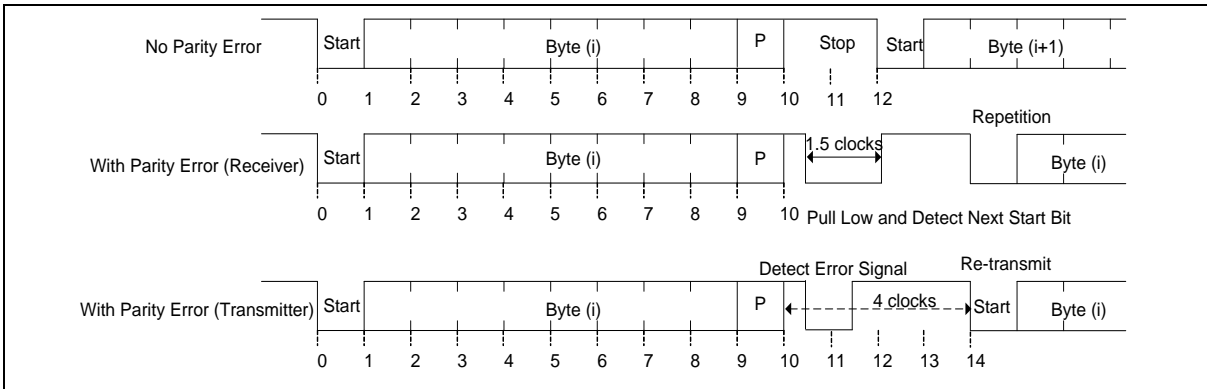 No Parity Error
Start Byte (i) P Stop Start Byte (i+1)
0 1 2 3 4 5 6 7 8 9 10 11 12
Repetition
With Parity Error (Receiver) Start Byte (i) P 1.5 clocks Byte (i)
0 1 2 3 4 5 6 7 8 9 10 Pull Low and Detect Next Start Bit
Detect Error Signal Re-transmit
With Parity Error (Transmitter) Start Byte (i) P 4 clocks Start Byte (i)
0 1 2 3 4 5 6 7 8 9 10 11 12 13 14